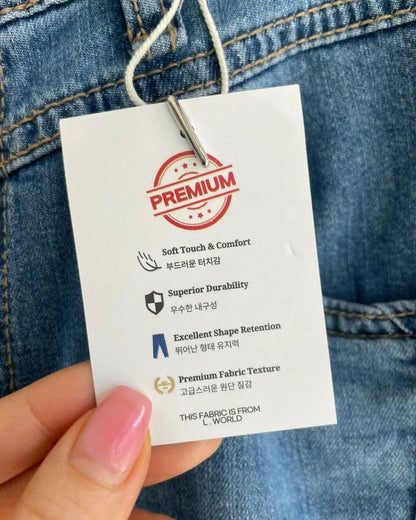 PREMIUM
Soft Touch & Comfort
부드러운 터치감
Superior Durability
우수한 내구성
Excellent Shape Retention
뛰어난 형태 유지력
Premium Fabric Texture
고급스러운 원단 질감
THIS FABRIC IS FROM
L . WORLD